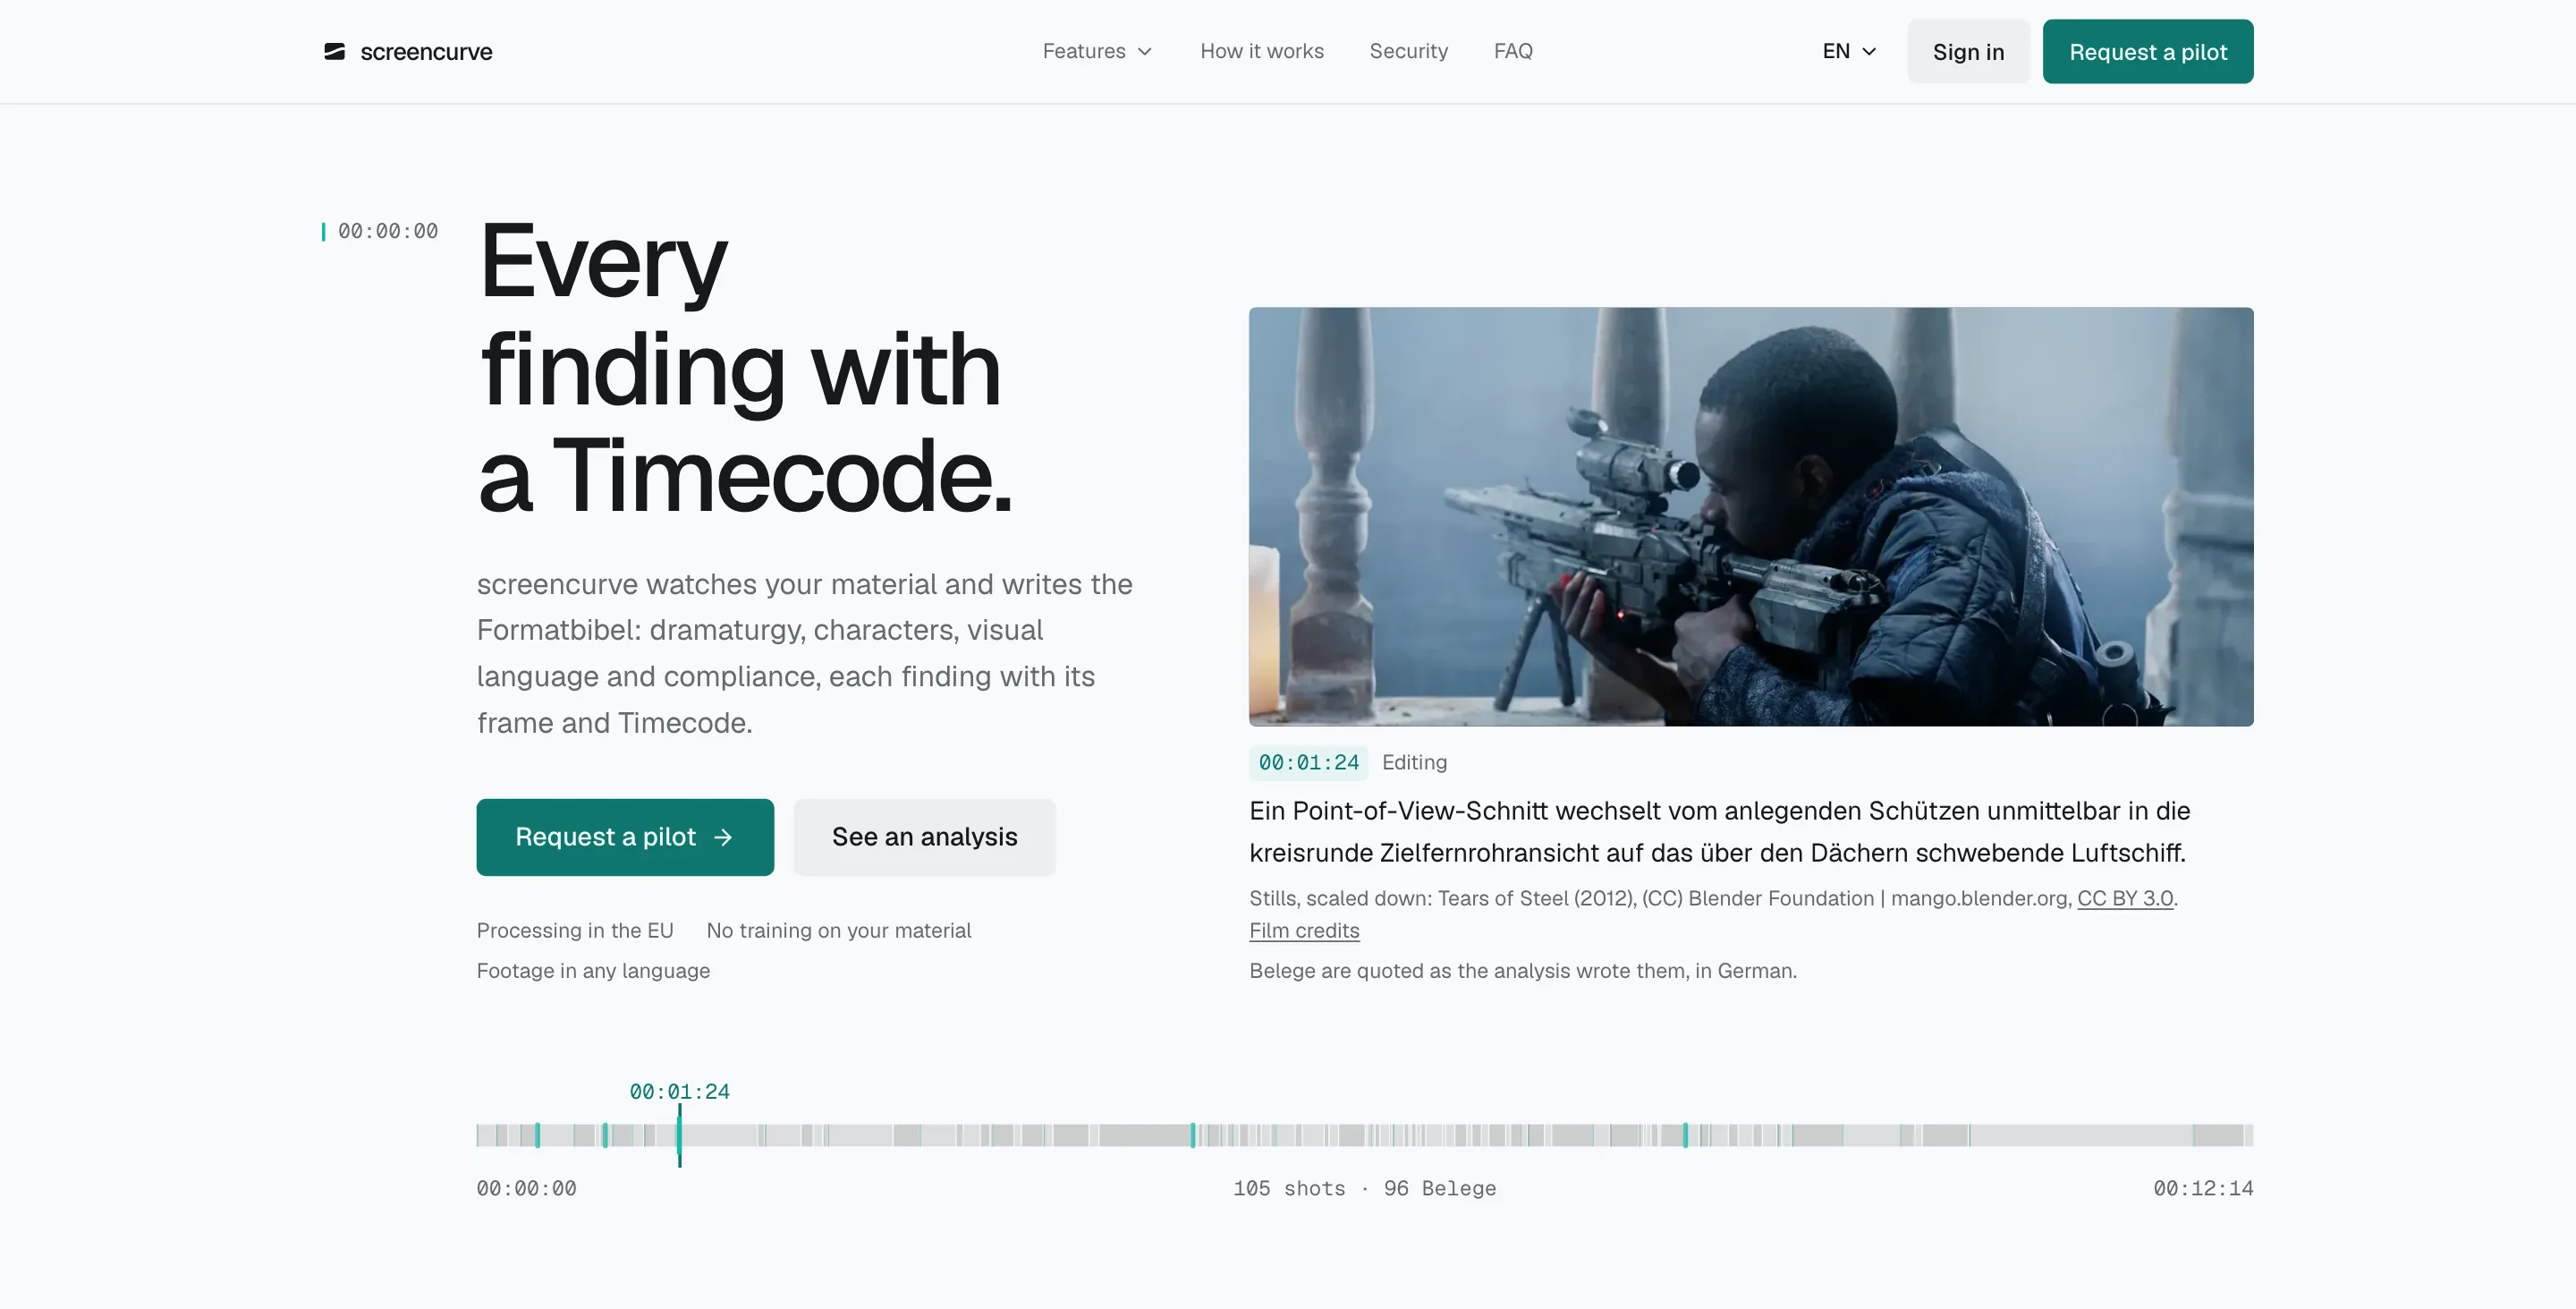 screencurve
Features
How it works
Security
FAQ
EN
Sign in
Request a pilot
00:00:00
Every
finding with
a Timecode.
screencurve watches your material and writes the
Formatbibel: dramaturgy, characters, visual
language and compliance, each finding with its
frame and Timecode.
Request a pilot
See an analysis
Processing in the EU
No training on your material
Footage in any language
00:01:24 Editing
Ein Point-of-View-Schnitt wechselt vom anlegenden Schützen unmittelbar in die
kreisrunde Zielfernrohransicht auf das über den Dächern schwebende Luftschiff.
Stills, scaled down: Tears of Steel (2012), (CC) Blender Foundation | mango.blender.org, CC BY 3.0.
Film credits
Belege are quoted as the analysis wrote them, in German.
00:01:24
00:00:00
105 shots · 96 Belege
00:12:14